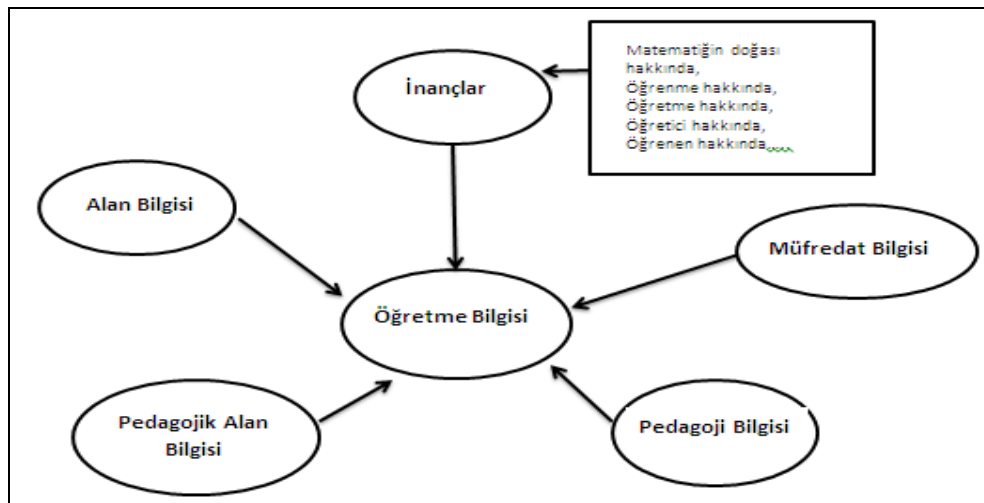 İnançlar
Matematiğin doğası
hakkında,
Öğrenme hakkında,
Öğretme hakkında,
Öğretici hakkında,
Öğrenen hakkında
Alan Bilgisi
Müfredat Bilgisi
Öğretme Bilgisi
Pedagojik Alan
Bilgisi
Pedagoji Bilgisi